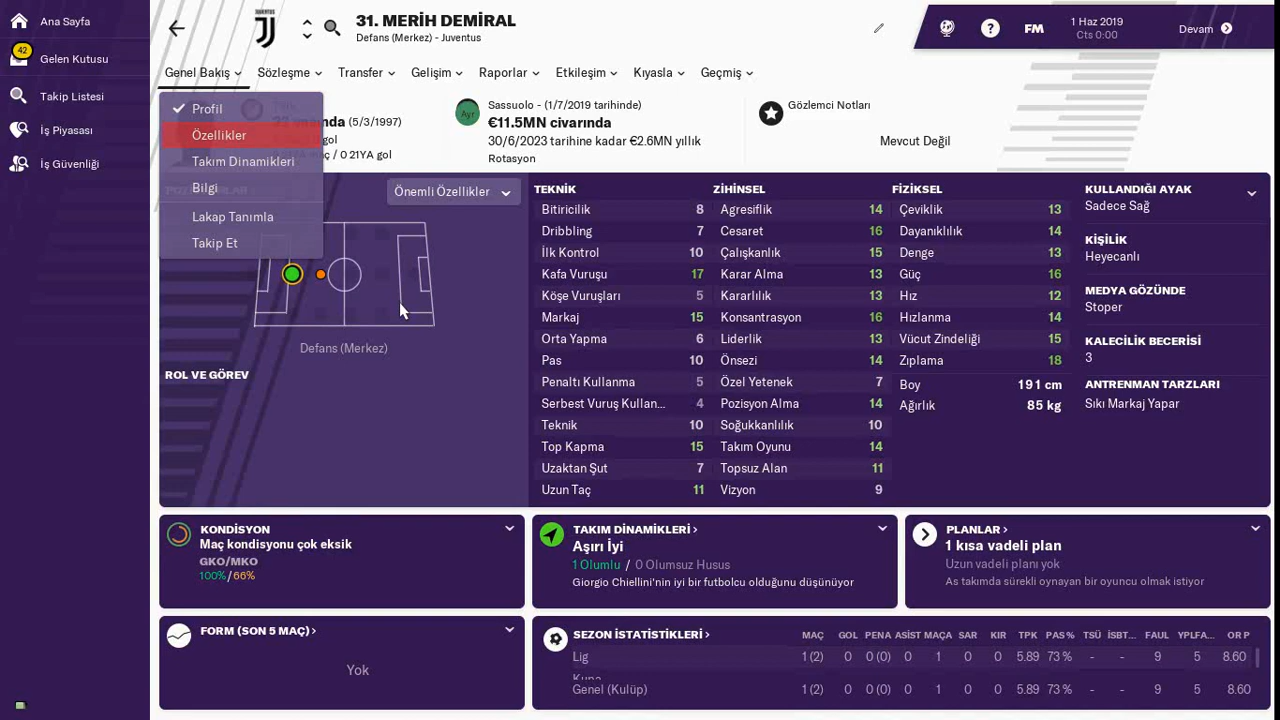 Ana Sayfa
42
Gelen Kutusu
Takip Listesi
İş Piyasası
İş Güvenliği
31. MERİH DEMİRAL
Defans (Merkez) - Juventus
FM
1 Haz 2019
Cts 0:00
Devam
Genel Bakış
Sözleşme
Transfer
Gelişim
Raporlar
Etkileşim
Kıyasla
Geçmiş
Profil
Özellikler
Takım Dinamikleri
Bilgi
Lakap Tanımla
Takip Et
(5/3/1997)
gol
/ 0 21YA gol
Ayr
Sassuolo - (1/7/2019 tarihinde)
€11.5MN civarında
30/6/2023 tarihine kadar €2.6MN yıllık
Rotasyon
Gözlemci Notları
Mevcut Değil
Önemli Özellikler
Defans (Merkez)
ROL VE GÖREV
TEKNİK
Bitiricilik 8
Dribbling 7
İlk Kontrol 10
Kafa Vuruşu 17
Köşe Vuruşları 5
Markaj 15
Orta Yapma 6
Pas 10
Penaltı Kullanma 5
Serbest Vuruş Kullan... 4
Teknik 10
Top Kapma 15
Uzaktan Şut 7
Uzun Taç 11
ZİHİNSEL
Agresiflik 14
Cesaret 16
Çalışkanlık 15
Karar Alma 13
Kararlılık 13
Konsantrasyon 16
Liderlik 13
Önsezi 14
Özel Yetenek 7
Pozisyon Alma 14
Soğukkanlılık 10
Takım Oyunu 14
Topsuz Alan 11
Vizyon 9
FİZİKSEL
Çeviklik 13
Dayanıklılık 14
Denge 13
Güç 16
Hız 12
Hızlanma 14
Vücut Zindeliği 15
Zıplama 18
Boy 191 cm
Ağırlık 85 kg
KULLANDIĞI AYAK
Sadece Sağ
KİŞİLİK
Heyecanlı
MEDYA GÖZÜNDE
Stoper
KALECİLİK BECERİSİ
3
ANTRENMAN TARZLARI
Sıkı Markaj Yapar
KONDİSYON
Maç kondisyonu çok eksik
GKO/MKO
100%/66%
TAKIM DİNAMİKLERİ
Aşırı İyi
1 Olumlu / 0 Olumsuz Husus
Giorgio Chiellini'nin iyi bir futbolcu olduğunu düşünüyor
PLANLAR
1 kısa vadeli plan
Uzun vadeli planı yok
As takımda sürekli oynayan bir oyuncu olmak istiyor
FORM (SON 5 MAÇ)
Yok
SEZON İSTATİSTİKLERİ MAÇ GOL PENA ASİST MAÇA SAR KIR TPK PAS % TSÜ İSBT... FAUL YPLFA... OR P
Lig 1 (2) 0 0 (0) 0 1 0 0 5.89 73 % - - 9 5 8.60
Kupa
Genel (Kulüp) 1 (2) 0 0 (0) 0 1 0 0 5.89 73 % - - 9 5 8.60